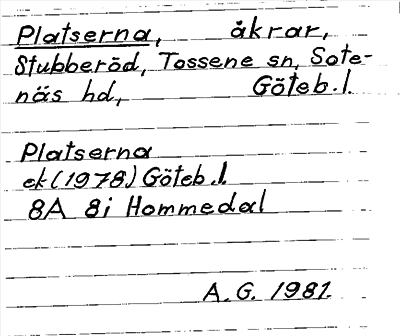 Platserna, åkrar,
Stubberöd, Tossene sn, Sote-
näs hd, Göteb. l.
Platserna
ek (1978) Göteb. l.
8A 8i Hommedal
A. G. 1981.